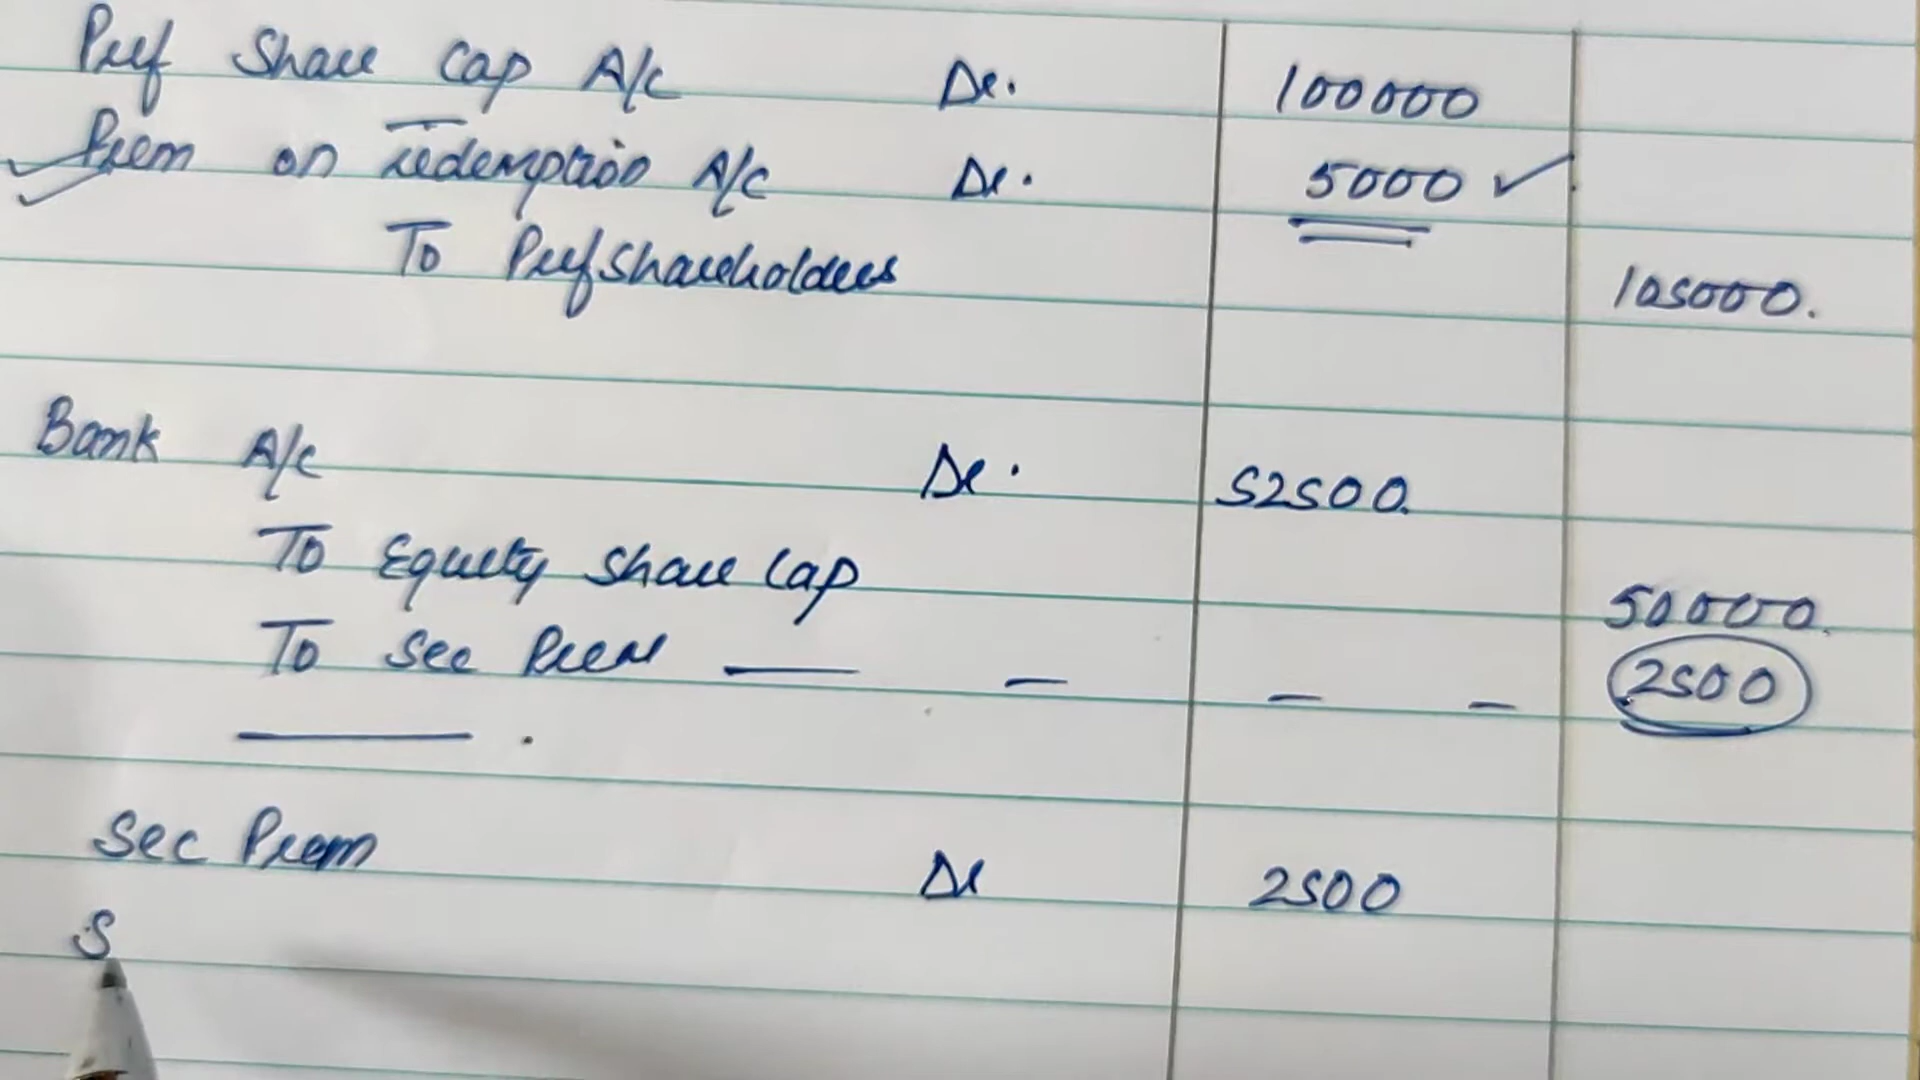 Pref Share Cap A/c Dr. 100000
Prem on redemption A/c Dr. 5000 ✓
To Pref Shareholders 105000.
Bank A/c Dr. 52500.
To Equity Share Cap 50000.
To Sec Prem — – – – 2500
— .
Sec Prem Dr 2500
S